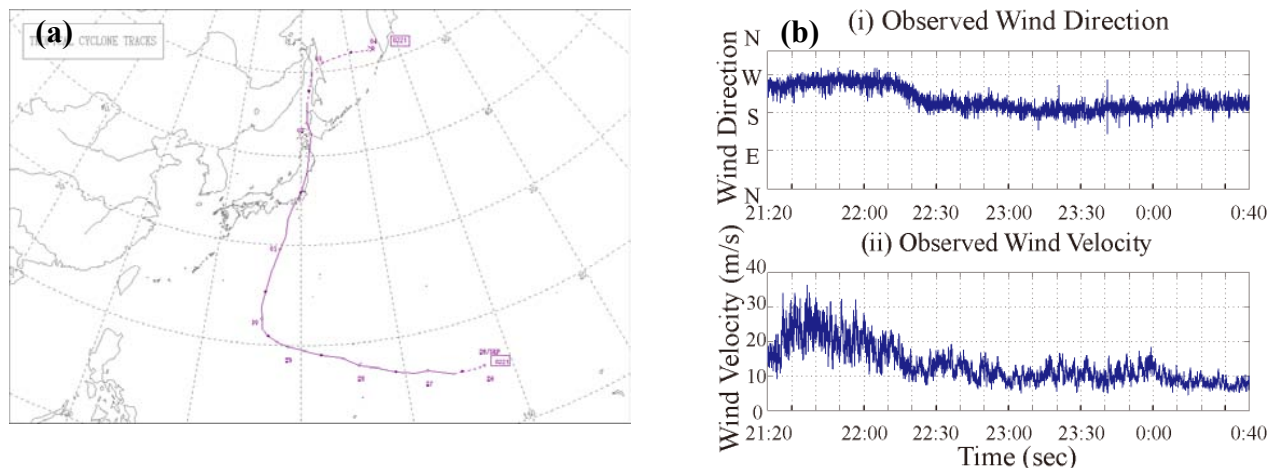 (a)
CYCLONE TRACKS
0221
(b)
(i) Observed Wind Direction
Wind Direction
N
W
S
E
N
21:20 22:00 22:30 23:00 23:30 0:00 0:40
(ii) Observed Wind Velocity
Wind Velocity (m/s)
40
30
20
10
0
21:20 22:00 22:30 23:00 23:30 0:00 0:40
Time (sec)